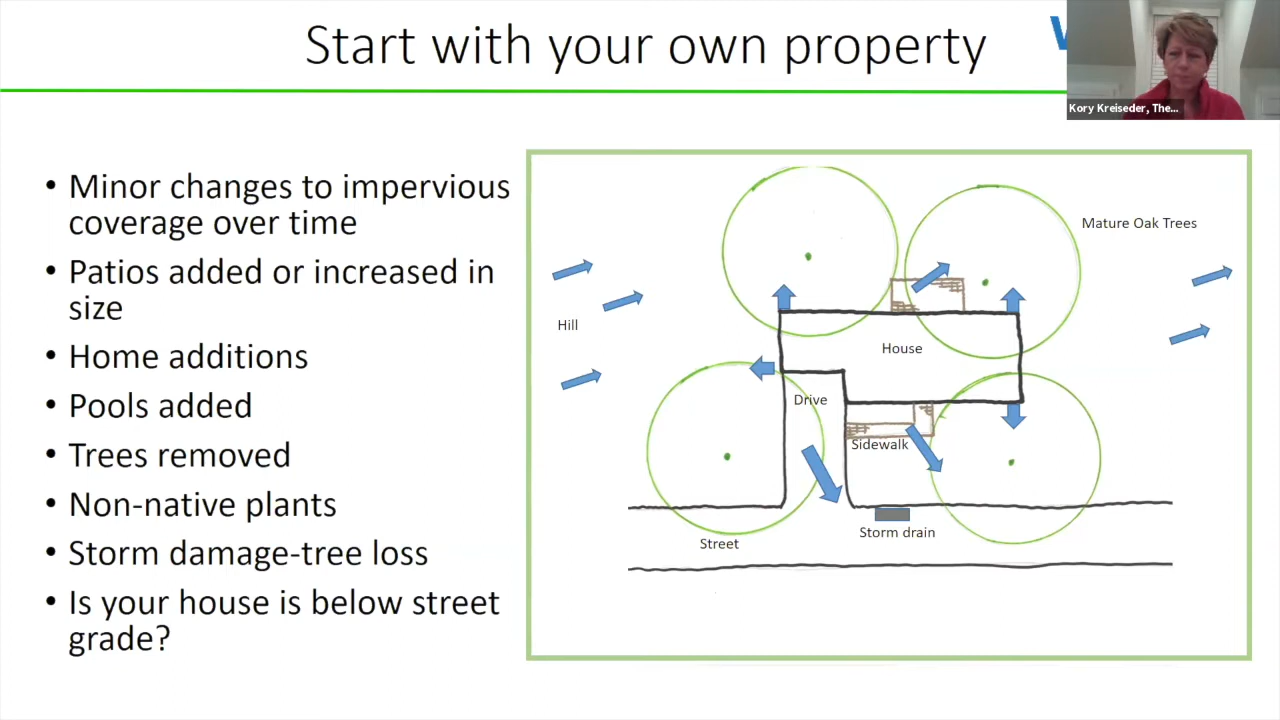 Start with your own property
Kory Kreiseder, The...
• Minor changes to impervious
coverage over time
• Patios added or increased in
size
• Home additions
• Pools added
• Trees removed
• Non-native plants
• Storm damage-tree loss
• Is your house is below street
grade?
Mature Oak Trees
Hill
House
Drive
Sidewalk
Storm drain
Street